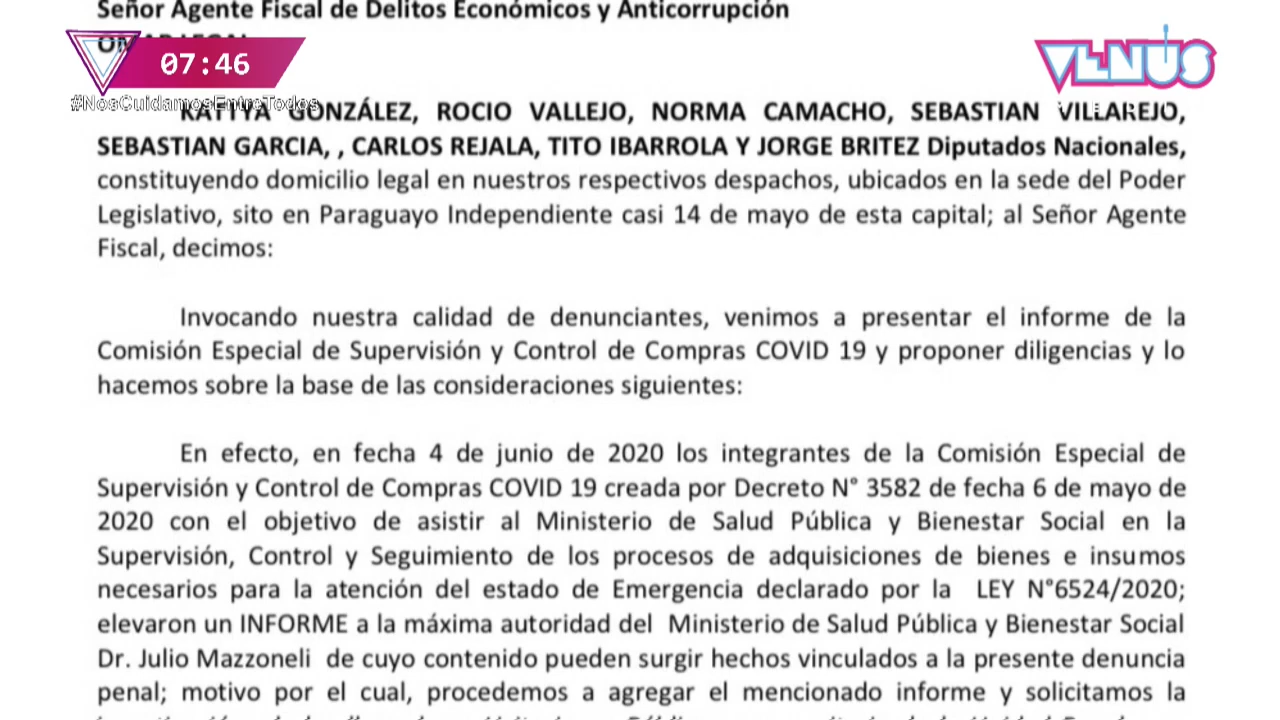 Señor Agente Fiscal de Delitos Económicos y Anticorrupción
07:46
VENUS
#NosCuidamosEntreTodos
KATIYA GONZÁLEZ, ROCIO VALLEJO, NORMA CAMACHO, SEBASTIAN VILLAREJO,
SEBASTIAN GARCIA, , CARLOS REJALA, TITO IBARROLA Y JORGE BRITEZ Diputados Nacionales,
constituyendo domicilio legal en nuestros respectivos despachos, ubicados en la sede del Poder
Legislativo, sito en Paraguayo Independiente casi 14 de mayo de esta capital; al Señor Agente
Fiscal, decimos:
Invocando nuestra calidad de denunciantes, venimos a presentar el informe de la
Comisión Especial de Supervisión y Control de Compras COVID 19 y proponer diligencias y lo
hacemos sobre la base de las consideraciones siguientes:
En efecto, en fecha 4 de junio de 2020 los integrantes de la Comisión Especial de
Supervisión y Control de Compras COVID 19 creada por Decreto N° 3582 de fecha 6 de mayo de
2020 con el objetivo de asistir al Ministerio de Salud Pública y Bienestar Social en la
Supervisión, Control y Seguimiento de los procesos de adquisiciones de bienes e insumos
necesarios para la atención del estado de Emergencia declarado por la LEY N°6524/2020;
elevaron un INFORME a la máxima autoridad del Ministerio de Salud Pública y Bienestar Social
Dr. Julio Mazzoneli de cuyo contenido pueden surgir hechos vinculados a la presente denuncia
penal; motivo por el cual, procedemos a agregar el mencionado informe y solicitamos la